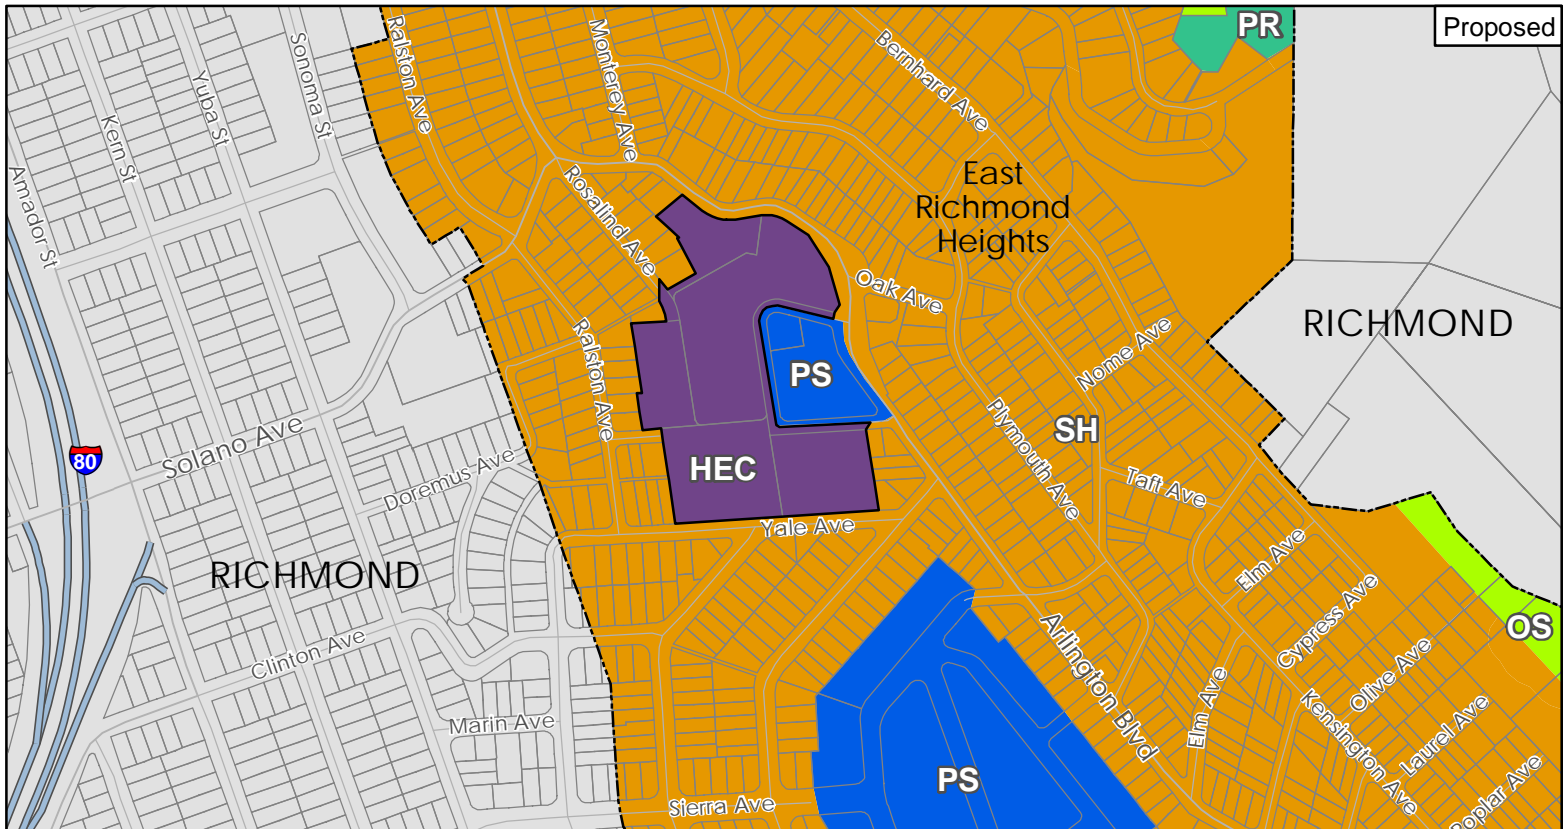 Proposed
PR
Ralston Ave
Monterey Ave
Bernhard Ave
Sonoma St
Yuba St
Kern St
Amador St
East
Richmond
Heights
Rosalind Ave
Oak Ave
RICHMOND
Nome Ave
Ralston Ave
PS
Plymouth Ave
SH
Solano Ave
80
Doremus Ave
HEC
Taft Ave
Yale Ave
RICHMOND
Elm Ave
Cypress Ave
OS
Clinton Ave
Arlington Blvd
Olive Ave
Elm Ave
Kensington Ave
Laurel Ave
Marin Ave
PS
Sierra Ave
Poplar Ave